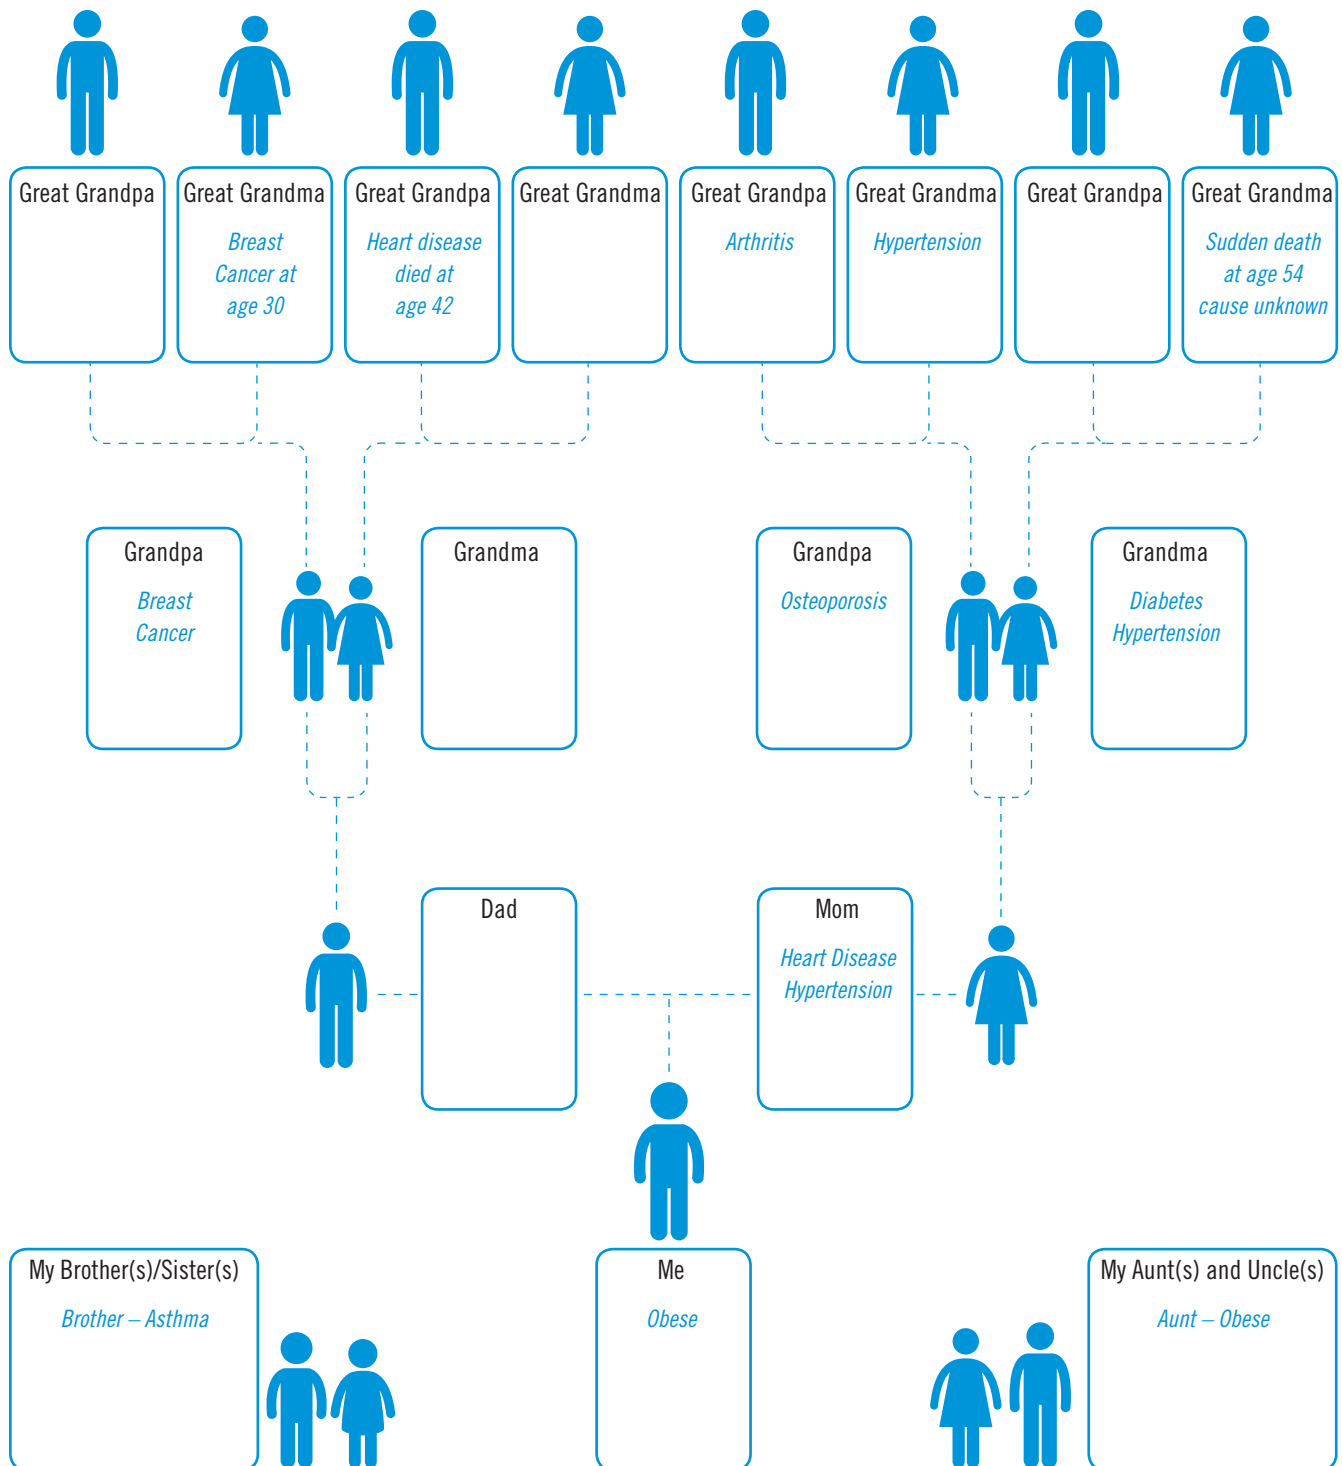 Great Grandpa
Great Grandma
Breast
Cancer at
age 30
Great Grandpa
Heart disease
died at
age 42
Great Grandma
Great Grandpa
Arthritis
Great Grandma
Hypertension
Great Grandpa
Great Grandma
Sudden death
at age 54
cause unknown
Grandpa
Breast
Cancer
Grandma
Grandpa
Osteoporosis
Grandma
Diabetes
Hypertension
Dad
Mom
Heart Disease
Hypertension
My Brother(s)/Sister(s)
Brother – Asthma
Me
Obese
My Aunt(s) and Uncle(s)
Aunt – Obese